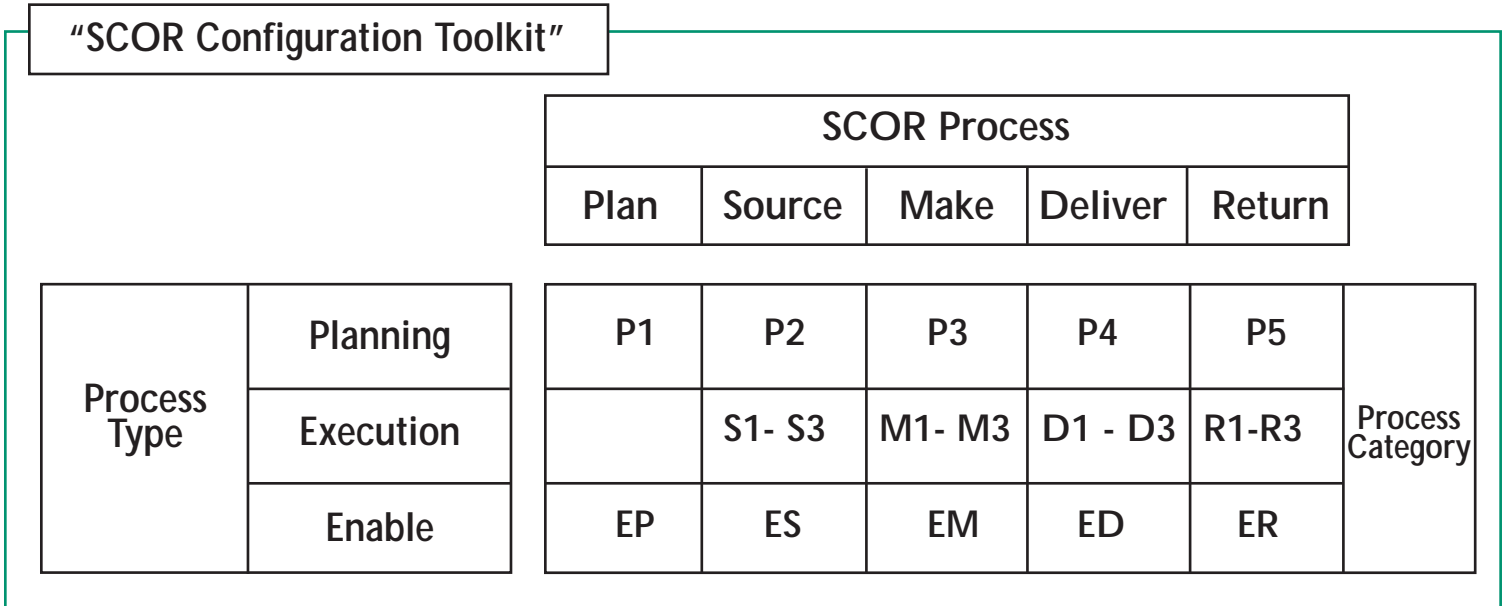 “SCOR Configuration Toolkit”
SCOR Process
Plan Source Make Deliver Return
Process Type
Planning P1 P2 P3 P4 P5
Execution S1- S3 M1- M3 D1 - D3 R1-R3
Enable EP ES EM ED ER
Process
Category